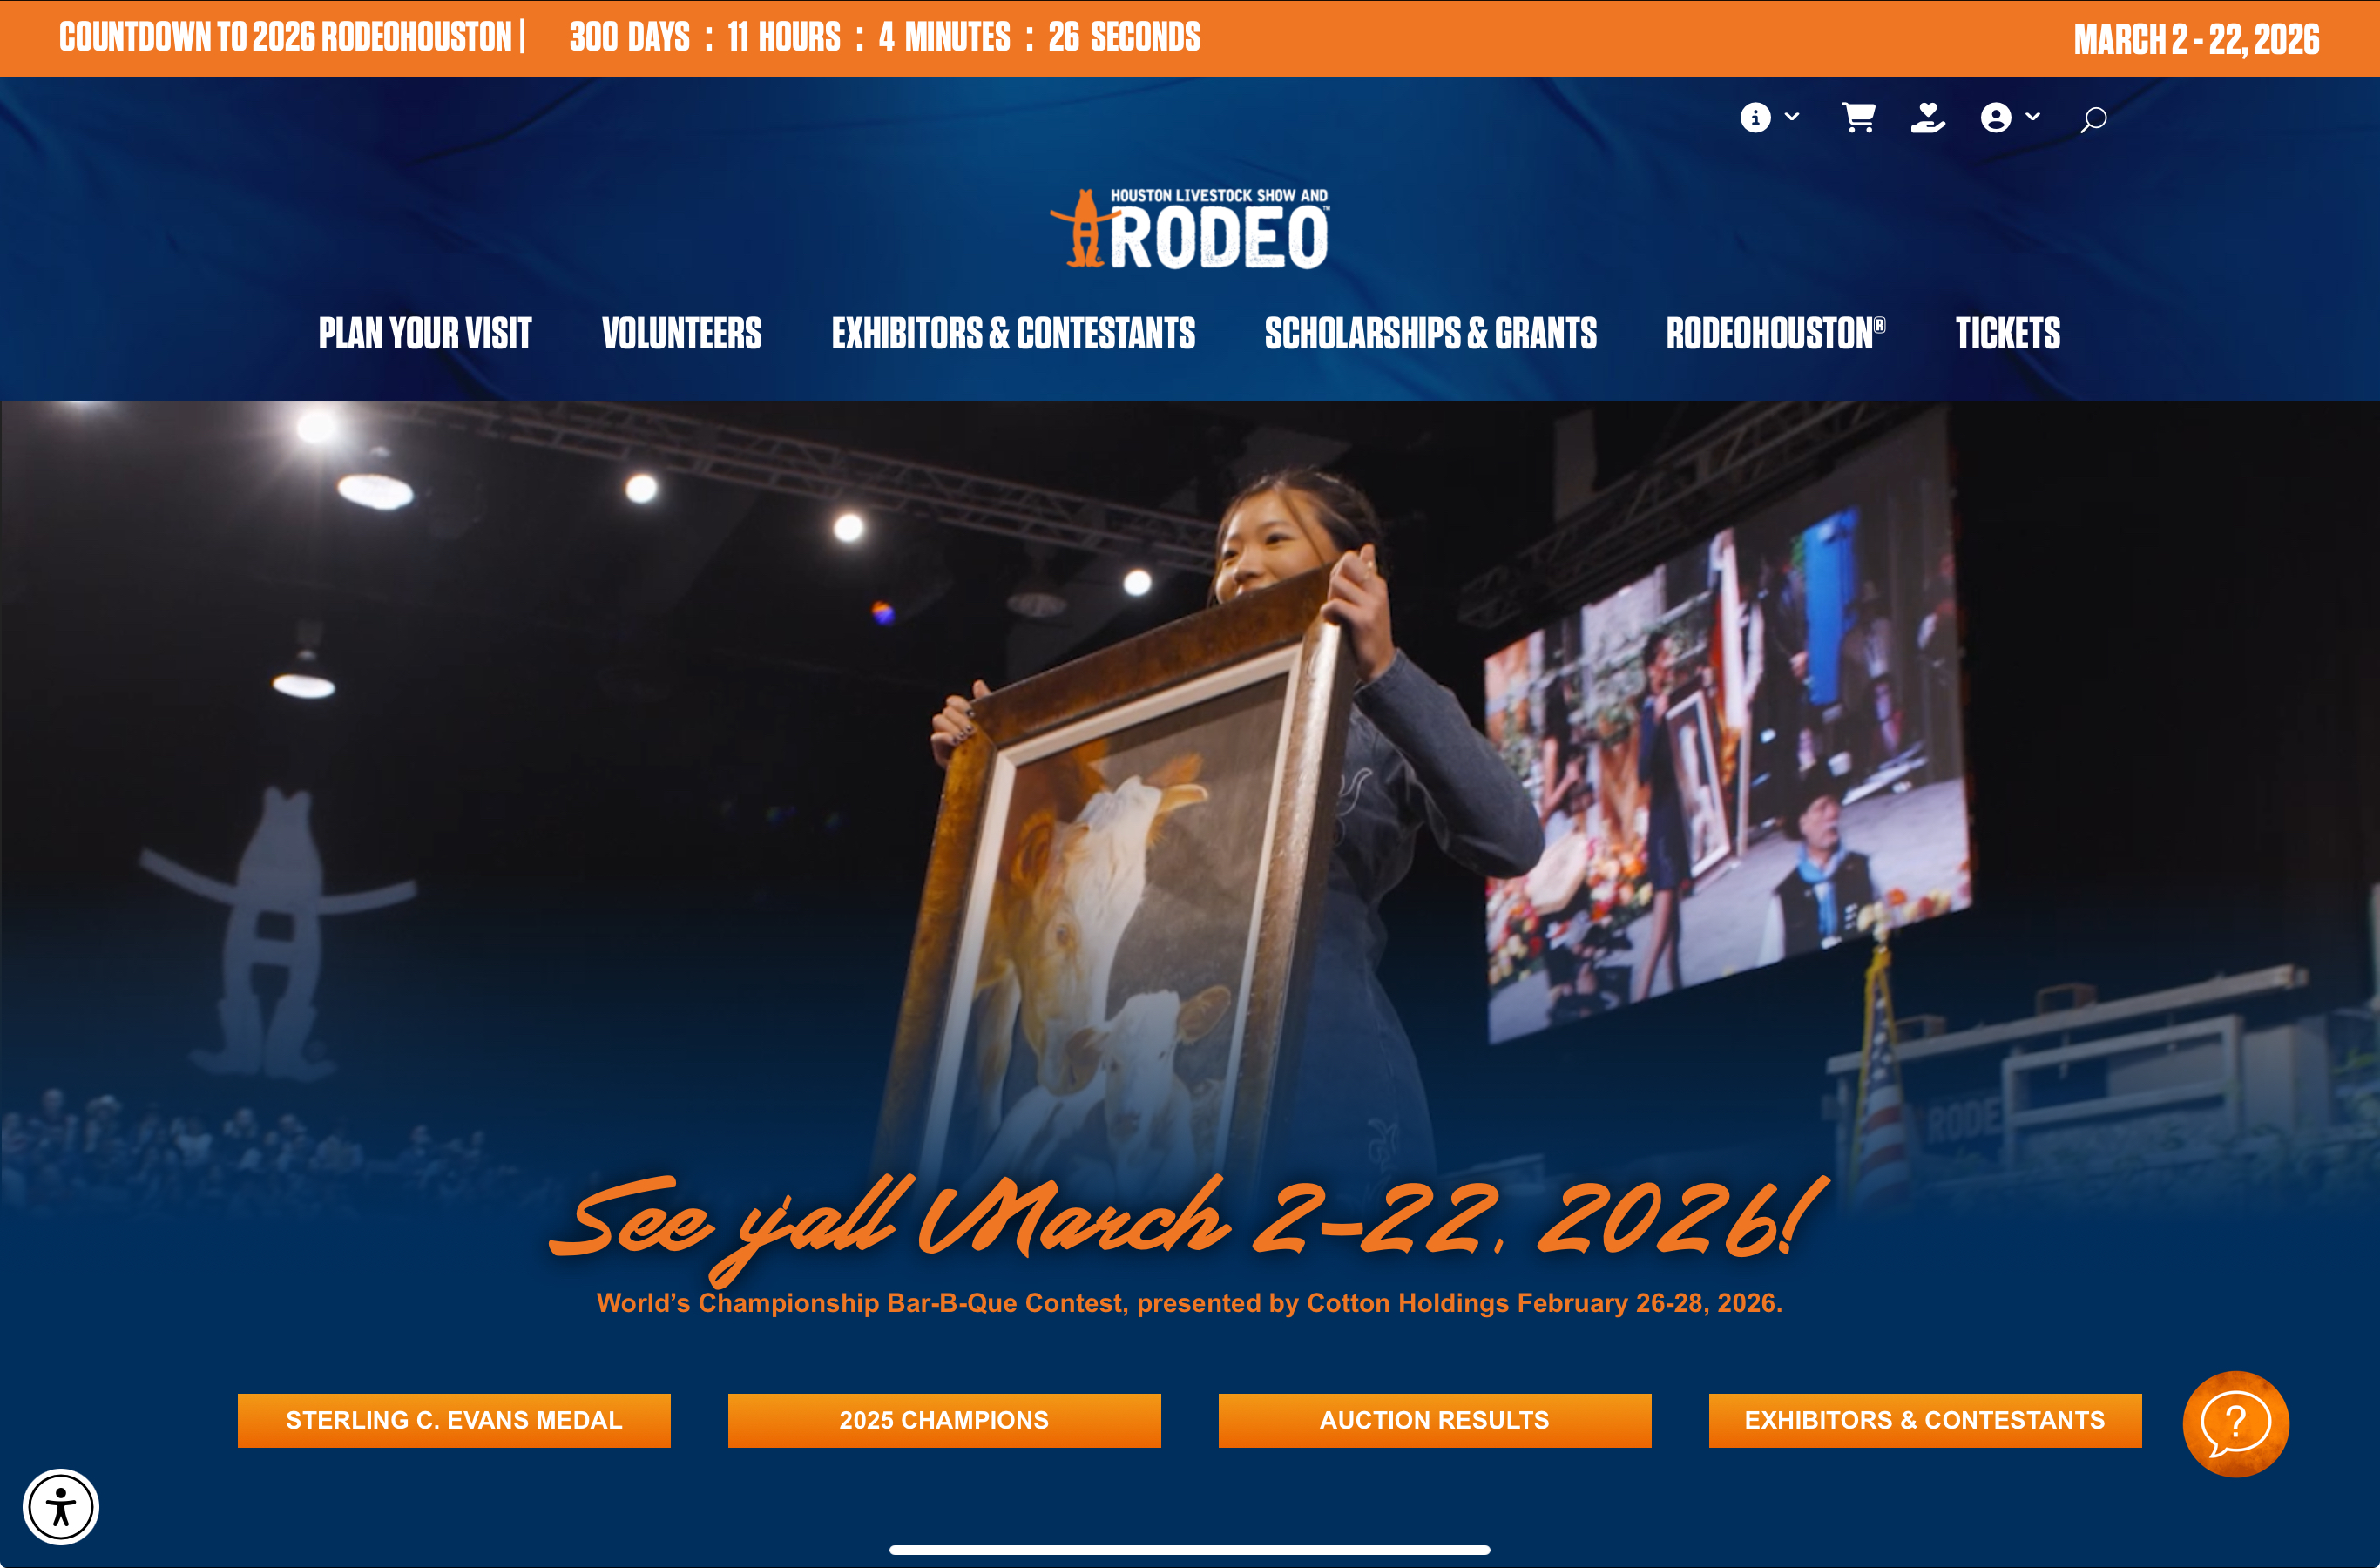 COUNTDOWN TO 2026 RODEOHOUSTON | 300 DAYS : 11 HOURS : 4 MINUTES : 26 SECONDS
MARCH 2 - 22, 2026
HOUSTON LIVESTOCK SHOW AND
RODEO™
PLAN YOUR VISIT
VOLUNTEERS
EXHIBITORS & CONTESTANTS
SCHOLARSHIPS & GRANTS
RODEOHOUSTON®
TICKETS
RODE
See y'all March 2-22, 2026!
World’s Championship Bar-B-Que Contest, presented by Cotton Holdings February 26-28, 2026.
STERLING C. EVANS MEDAL
2025 CHAMPIONS
AUCTION RESULTS
EXHIBITORS & CONTESTANTS
?